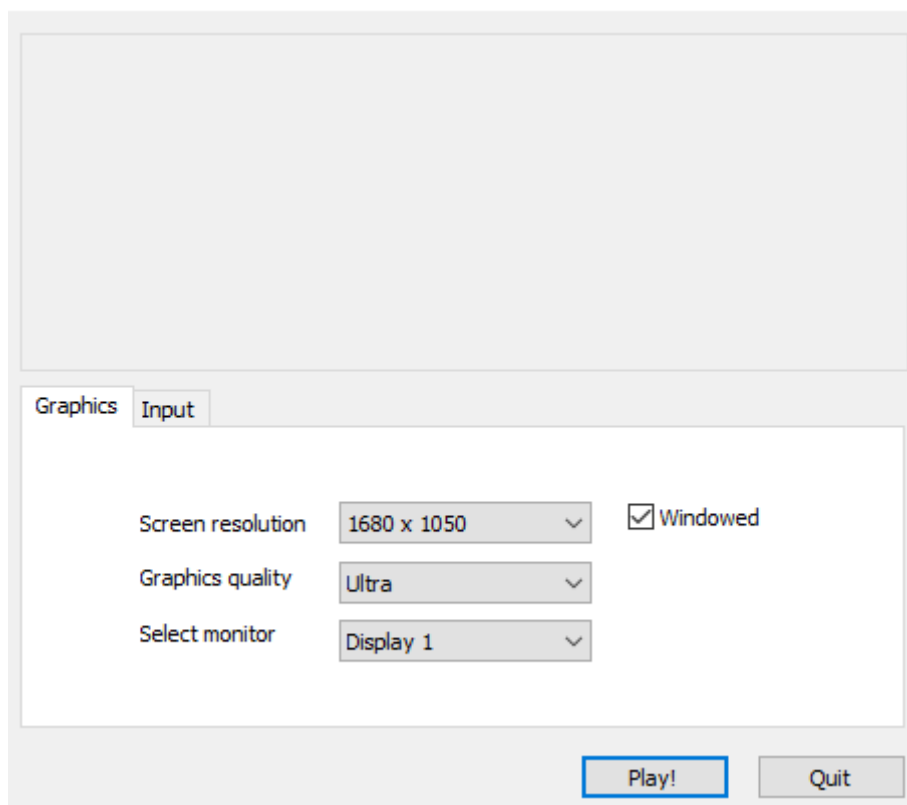 Graphics Input
Screen resolution 1680 x 1050 Windowed
Graphics quality Ultra
Select monitor Display 1
Play! Quit